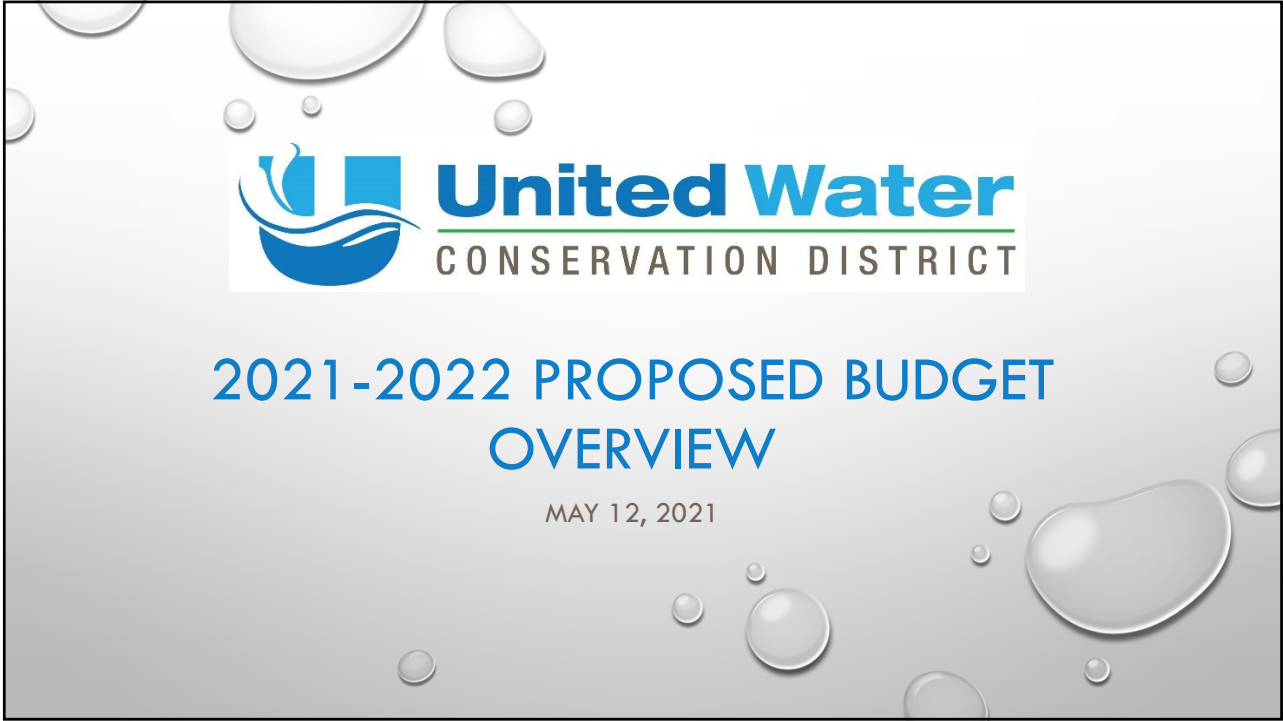 United Water
CONSERVATION DISTRICT
2021-2022 PROPOSED BUDGET
OVERVIEW
MAY 12, 2021